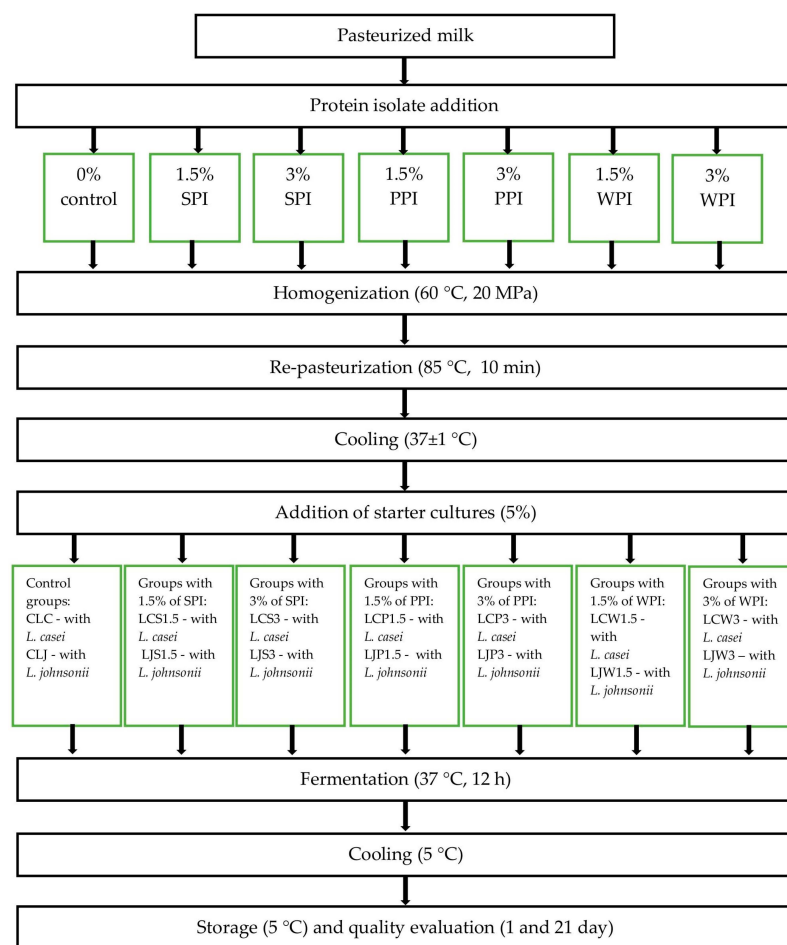 Pasteurized milk
Protein isolate addition
0%
control
1.5%
SPI
3%
SPI
1.5%
PPI
3%
PPI
1.5%
WPI
3%
WPI
Homogenization (60 °C, 20 MPa)
Re-pasteurization (85 °C,  10 min)
Cooling (37±1 °C)
Addition of starter cultures (5%)
Control
groups:
CLC - with
L. casei
CLJ - with
L. johnsonii
Groups with
1.5% of SPI:
LCS1.5 - with
L. casei
LJS1.5 - with
L. johnsonii
Groups with
3% of SPI:
LCS3 - with
L. casei
LJS3 - with
L. johnsonii
Groups with
1.5% of PPI:
LCP1.5 - with
L. casei
LJP1.5 - with
L. johnsonii
Groups with
3% of PPI:
LCP3 - with
L. casei
LJP3 - with
L. johnsonii
Groups with
1.5% of WPI:
LCW1.5 -
with
L. casei
LJW1.5 - with
L. johnsonii
Groups with
3% of WPI:
LCW3 - with
L. casei
LJW3 – with
L. johnsonii
Fermentation (37 °C, 12 h)
Cooling (5 °C)
Storage (5 °C) and quality evaluation (1 and 21 day)